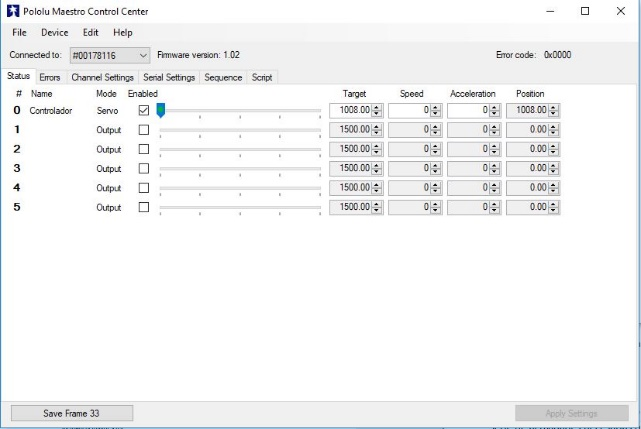 Pololu Maestro Control Center
File Device Edit Help
Connected to: #00178116 Firmware version: 1.02 Error code: 0x0000
Status Errors Channel Settings Serial Settings Sequence Script
# Name Mode Enabled Target Speed Acceleration Position
0 Controlador Servo 1008.00 0 0 1008.00
1 Output 1500.00 0 0 0.00
2 Output 1500.00 0 0 0.00
3 Output 1500.00 0 0 0.00
4 Output 1500.00 0 0 0.00
5 Output 1500.00 0 0 0.00
Save Frame 33 Apply Settings